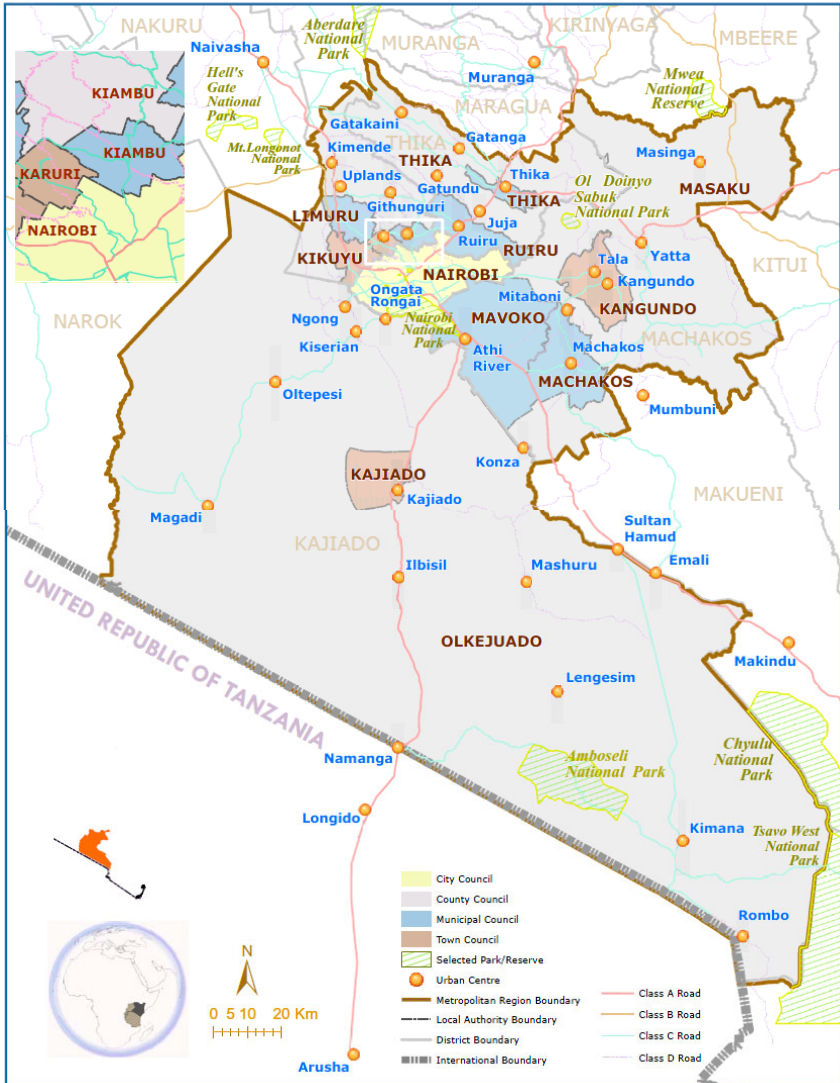 NAKURU
Aberdare
National
Park
MURANGA
KIRINYAGA
MBEERE
Naivasha
Hell's
Gate
National
Park
Muranga
MARAGUA
Mwea
National
Reserve
KIAMBU
KIAMBU
KARURI
NAIROBI
Mt.Longonot
National
Park
Gatakaini
THIKA
Kimende
Gatanga
THIKA
Uplands
Gatundu
Thika
THIKA
Githunguri
LIMURU
Juja
Ol Doinyo
Sabuk
National Park
Masinga
MASAKU
KIKUYU
Ruiru
RUIRU
Yatta
KITUI
NAIROBI
Tala
Kangundo
KANGUNDO
NAROK
Ongata
Rongai
Ngong
Nairobi
National
Park
Mitaboni
MAVOKO
Kiserian
Athi
River
Machakos
MACHAKOS
MACHAKOS
Oltepesi
Mumbuni
Konza
KAJIADO
Kajiado
MAKUENI
Magadi
KAJIADO
Sultan
Hamud
Emali
Ilbisil
Mashuru
UNITED REPUBLIC OF TANZANIA
OLKEJUADO
Makindu
Lengesim
Namanga
Amboseli
National Park
Chyulu
National
Park
Longido
Kimana
Tsavo West
National
Park
Rombo
Arusha
N
0 5 10 20 Km
City Council
County Council
Municipal Council
Town Council
Selected Park/Reserve
Urban Centre
Metropolitan Region Boundary
Local Authority Boundary
District Boundary
International Boundary
Class A Road
Class B Road
Class C Road
Class D Road